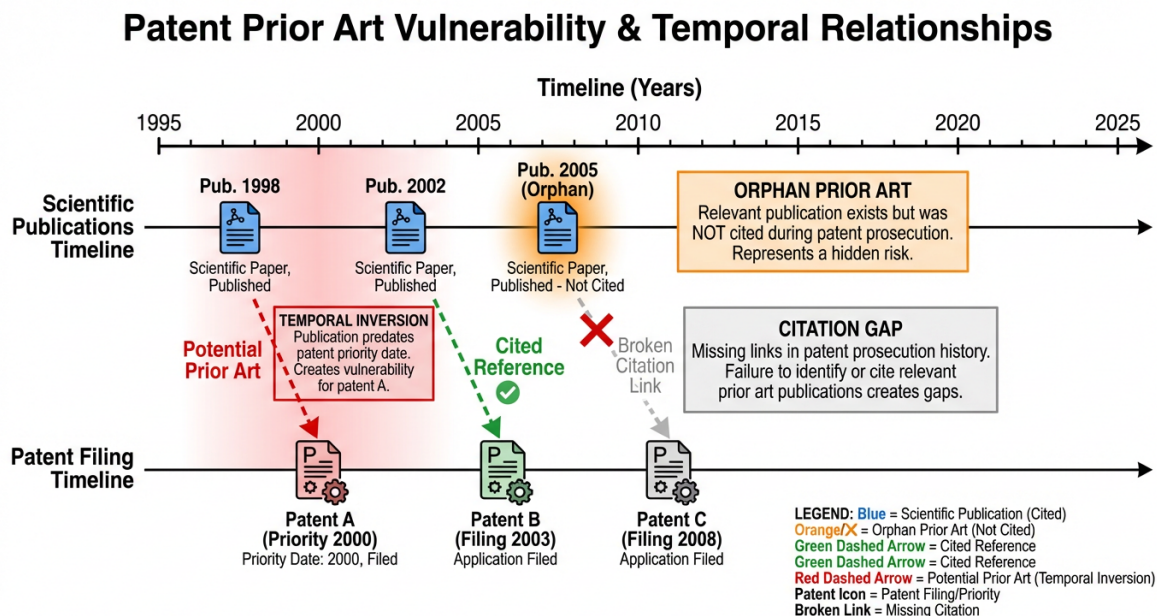 Patent Prior Art Vulnerability & Temporal Relationships
Timeline (Years)
1995 2000 2005 2010 2015 2020 2025
Scientific
Publications
Timeline
Pub. 1998
Scientific Paper,
Published
Pub. 2002
Scientific Paper,
Published
Pub. 2005
(Orphan)
Scientific Paper,
Published - Not Cited
ORPHAN PRIOR ART
Relevant publication exists but was
NOT cited during patent prosecution.
Represents a hidden risk.
Potential
Prior Art
TEMPORAL INVERSION
Publication predates
patent priority date.
Creates vulnerability
for patent A.
Cited
Reference
Broken
Citation
Link
CITATION GAP
Missing links in patent prosecution history.
Failure to identify or cite relevant
prior art publications creates gaps.
Patent Filing
Timeline
P
Patent A
(Priority 2000)
Priority Date: 2000, Filed
P
Patent B
(Filing 2003)
Application Filed
P
Patent C
(Filing 2008)
Application Filed
LEGEND: Blue = Scientific Publication (Cited)
Orange/X = Orphan Prior Art (Not Cited)
Green Dashed Arrow = Cited Reference
Green Dashed Arrow = Cited Reference
Red Dashed Arrow = Potential Prior Art (Temporal Inversion)
Patent Icon = Patent Filing/Priority
Broken Link = Missing Citation